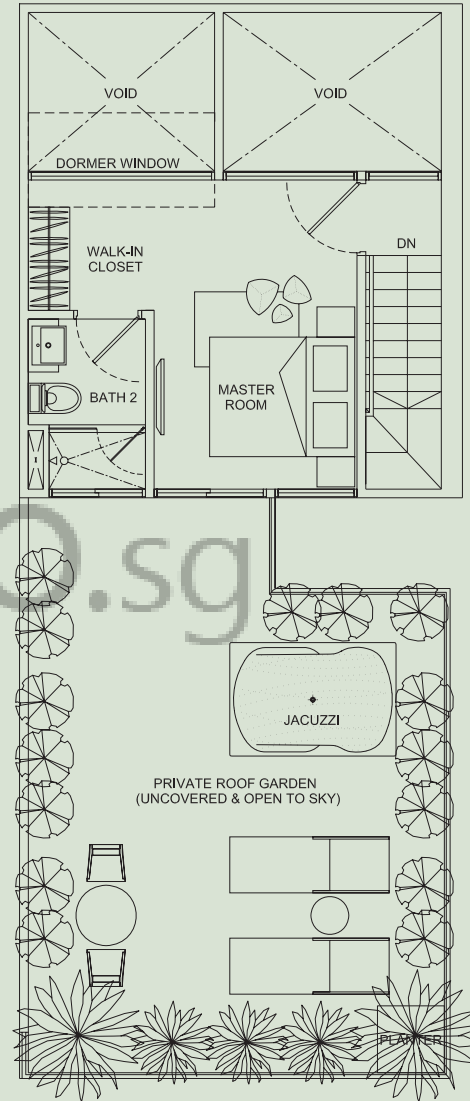 VOID
VOID
DORMER WINDOW
WALK-IN
CLOSET
DN
BATH 2
MASTER
ROOM
O.sg
JACUZZI
PRIVATE ROOF GARDEN
(UNCOVERED & OPEN TO SKY)
PLANTER